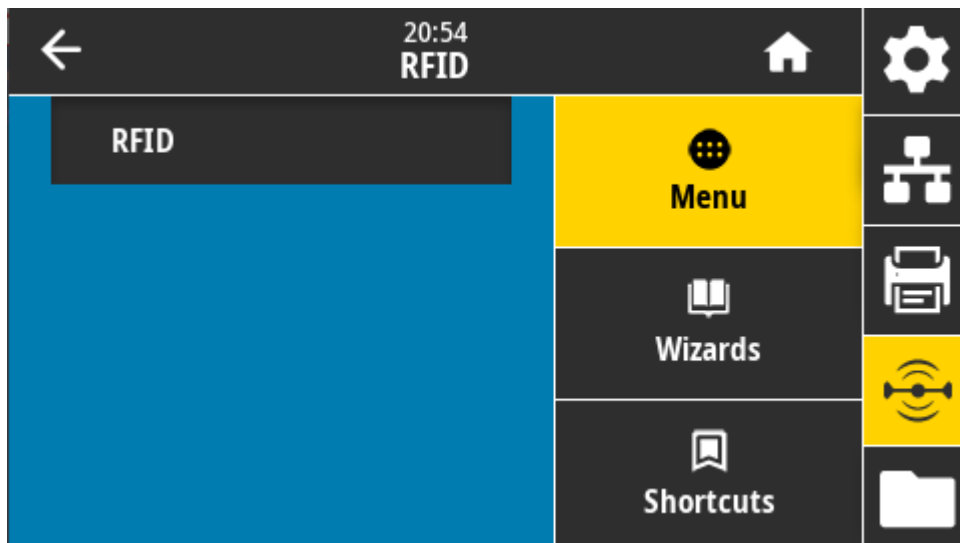 20:54
RFID
RFID
Menu
Wizards
Shortcuts